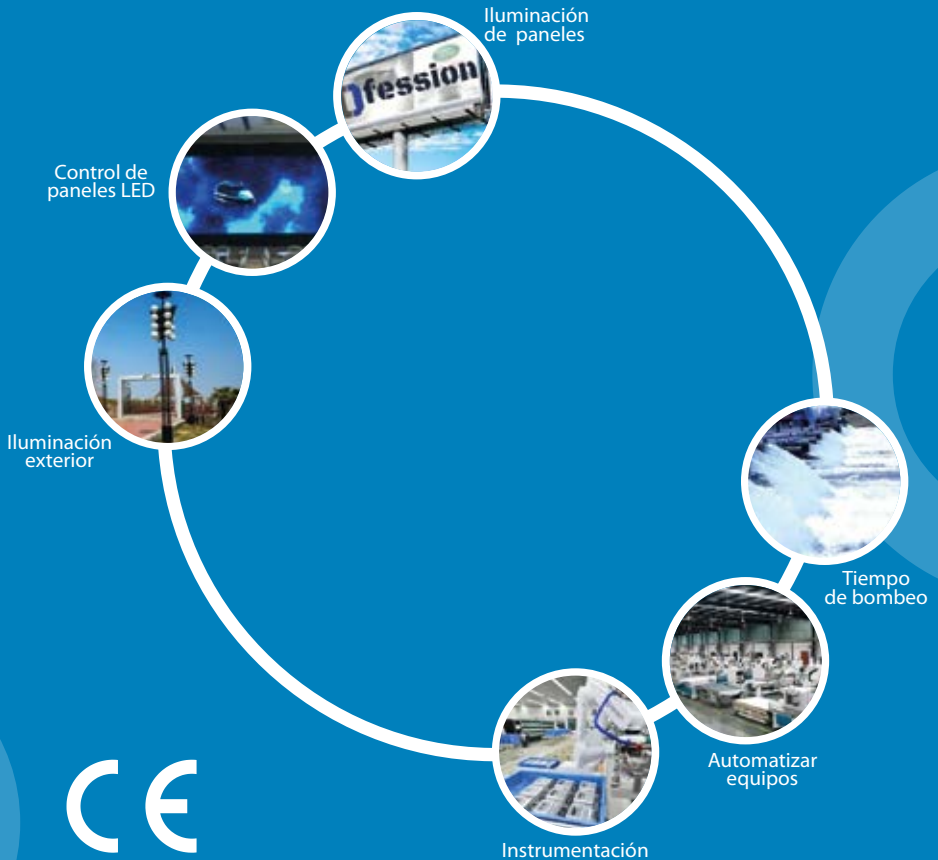 Iluminación
de paneles
fession
Control de
paneles LED
Iluminación
exterior
Tiempo
de bombeo
Automatizar
equipos
Instrumentación
CE